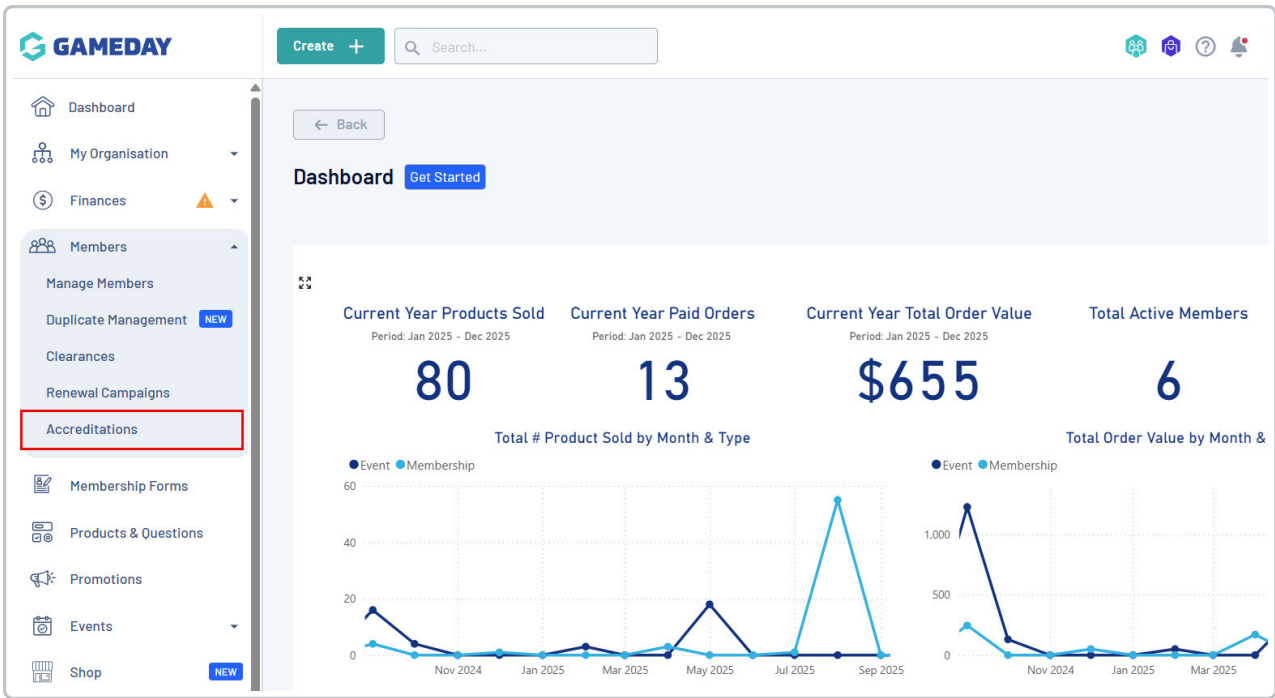 GAMEDAY
Create +
Search...
Dashboard
My Organisation
$ Finances
Members
Manage Members
Duplicate Management NEW
Clearances
Renewal Campaigns
Accreditations
Membership Forms
Products & Questions
Promotions
Events
Shop NEW
← Back
Dashboard Get Started
Current Year Products Sold
Period: Jan 2025 - Dec 2025
80
Current Year Paid Orders
Period: Jan 2025 - Dec 2025
13
Current Year Total Order Value
Period: Jan 2025 - Dec 2025
$655
Total Active Members
6
Total # Product Sold by Month & Type
Event Membership
60
40
20
0
Nov 2024 Jan 2025 Mar 2025 May 2025 Jul 2025 Sep 2025
Total Order Value by Month &
Event Membership
1,000
500
0
Nov 2024 Jan 2025 Mar 2025